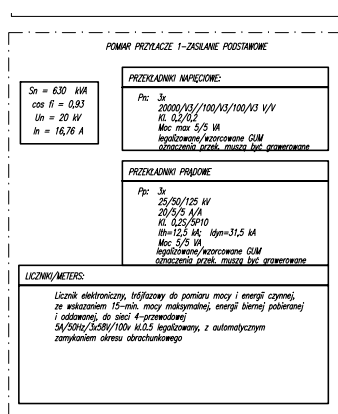 POMIAR PRZYŁĄCZE 1-ZASILANIE PODSTAWOWE
Sn = 630 kVA
cos fi = 0,93
Un = 20 kV
In = 16,76 A
PRZEKŁADNIKI NAPIĘCIOWE:
Pn: 3x
20000/V3//100/V3/100/V3 V/V
Kl. 0,2/0,2
Moc max 5/5 VA
legalizowane/wzorcowane GUM
oznaczenia przek. muszą być grawerowane
PRZEKŁADNIKI PRĄDOWE
Pp: 3x
25/50/125 kV
20/5/5 A/A
Kl. 0,2S/5P10
Ith=12,5 kA; Idyn=31,5 kA
Moc 5/5 VA
legalizowane/wzorcowane GUM
oznaczenia przek. muszą być grawerowane
LICZNIKI/METERS:
Licznik elektroniczny, trójfazowy do pomiaru mocy i energii czynnej,
ze wskazaniem 15-min. mocy maksymalnej, energii biernej pobieranej
i oddawanej, do sieci 4-przewodowej
5A/50Hz/3x58V/100v kl.0.5 legalizowany, z automatycznym
zamykaniem okresu obrachunkowego